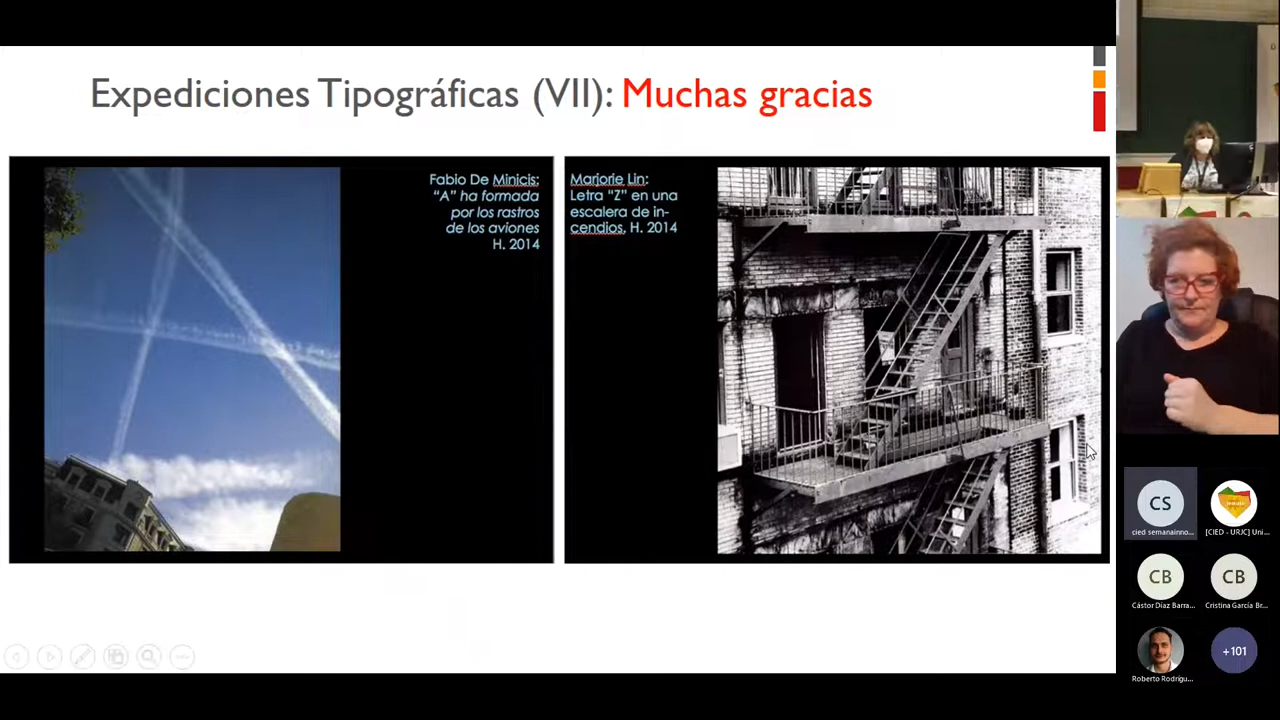 Expediciones Tipográficas (VII): Muchas gracias
Fabio De Minicis:
“A” ha formada
por los rastros
de los aviones
H. 2014
Marjorie Lin:
Letra “Z” en una
escalera de in-
cendios, H. 2014
CS
cied semanainno...
[CIED - URJC] Uni...
CB
Cástor Díaz Barra...
CB
Cristina García Br...
Roberto Rodrígu...
+101